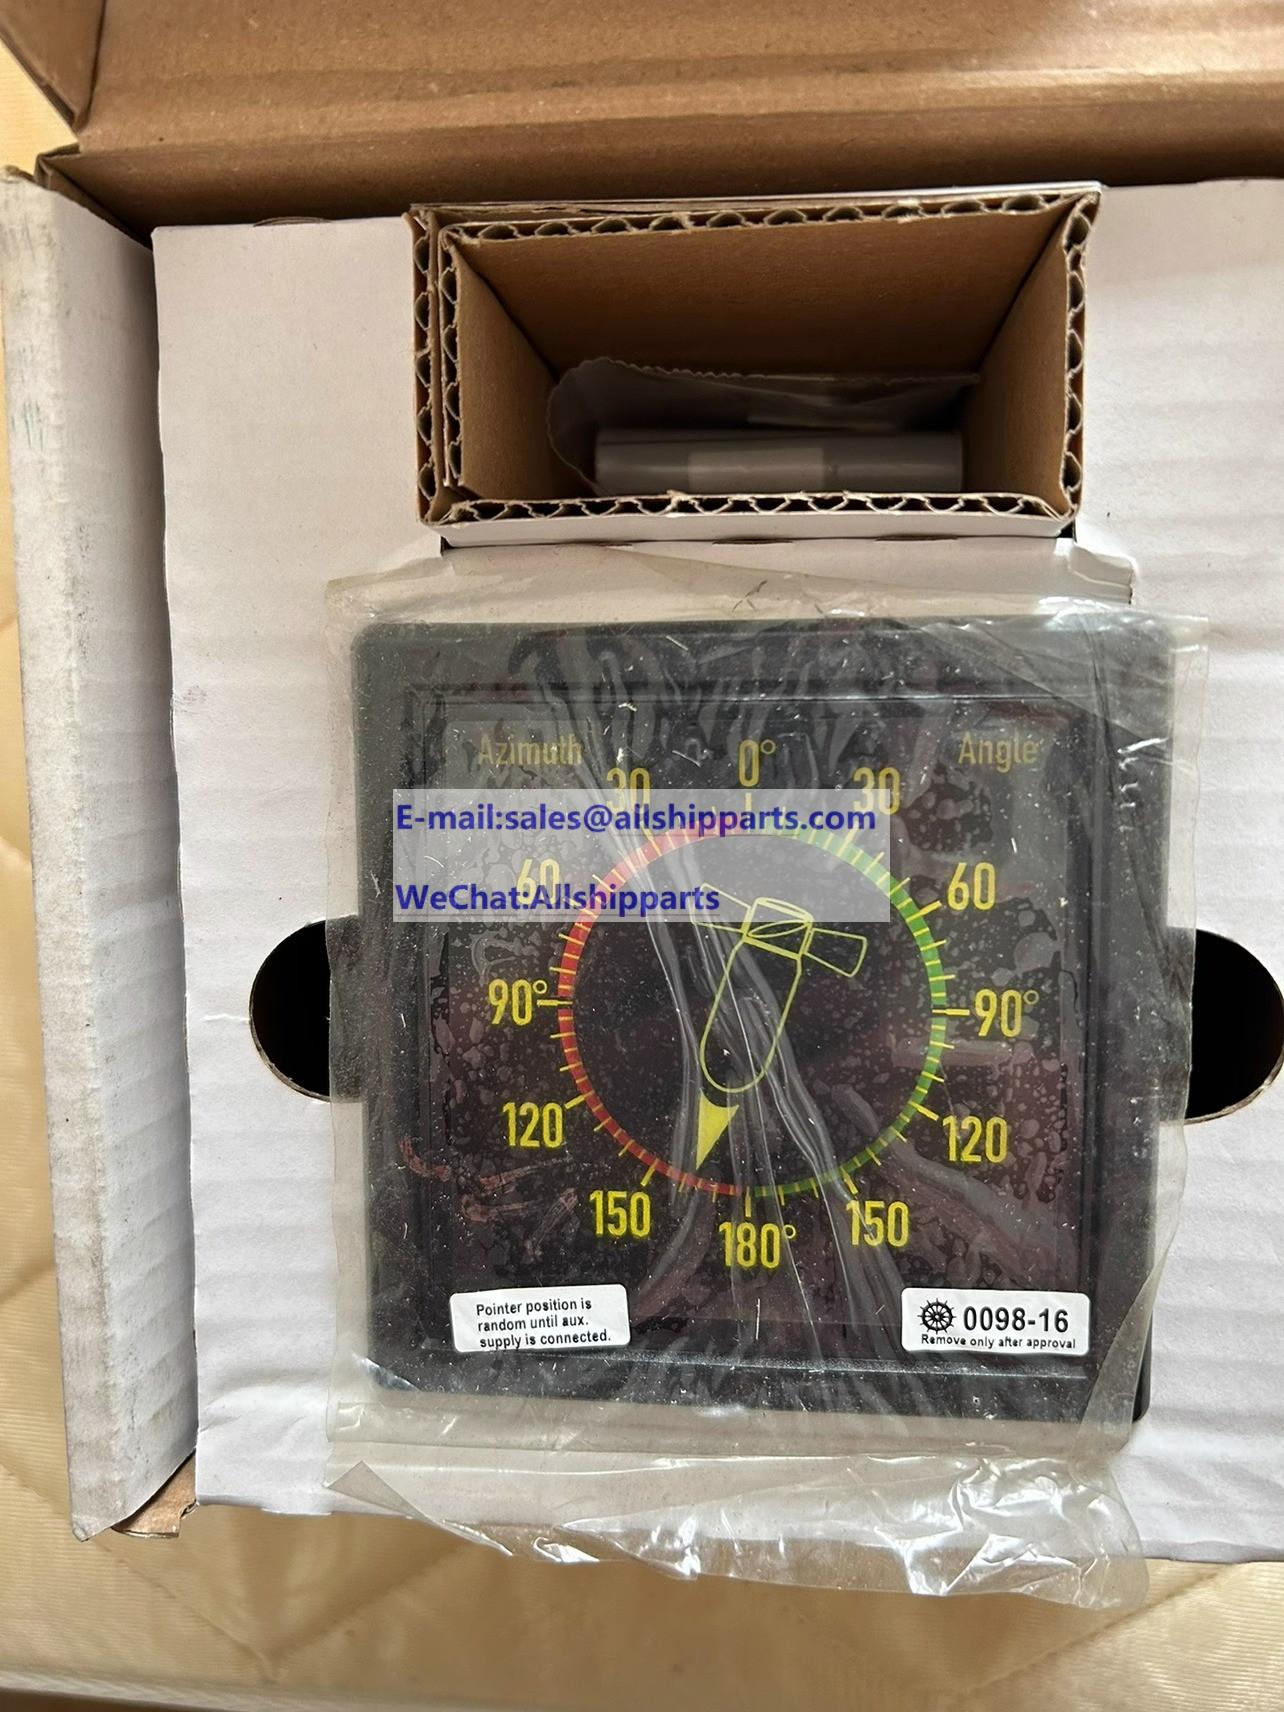 Azimuth
Angle
0°
30
30
E-mail:sales@allshipparts.com
60
60
WeChat:Allshipparts
90°
90°
120
120
150
150
180°
Pointer position is
random until aux.
supply is connected.
0098-16
Remove only after approval